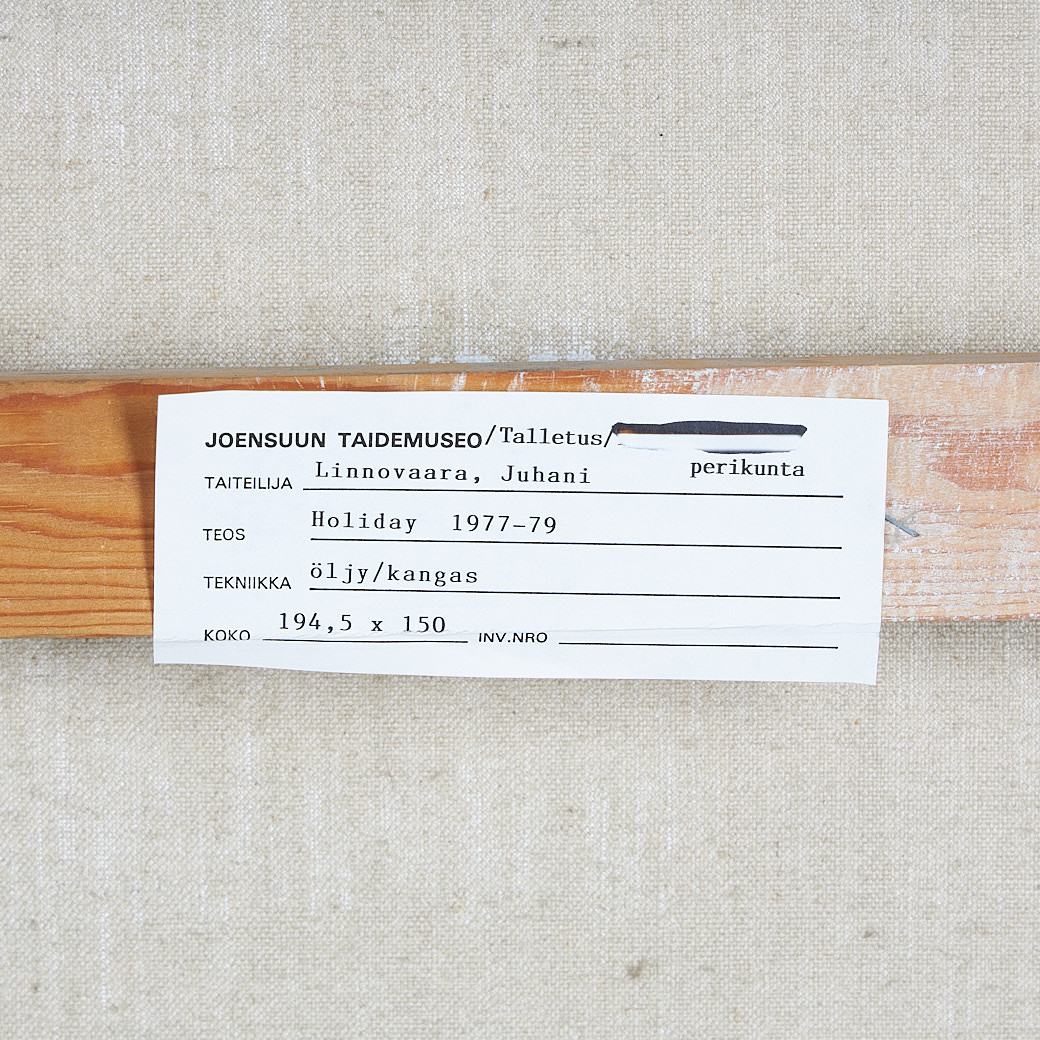 JOENSUUN TAIDEMUSEO/Talletus/
perikunta
TAITEILIJA Linnovaara, Juhani
TEOS Holiday 1977-79
TEKNIIKKA öljy/kangas
KOKO 194,5 x 150 INV.NRO